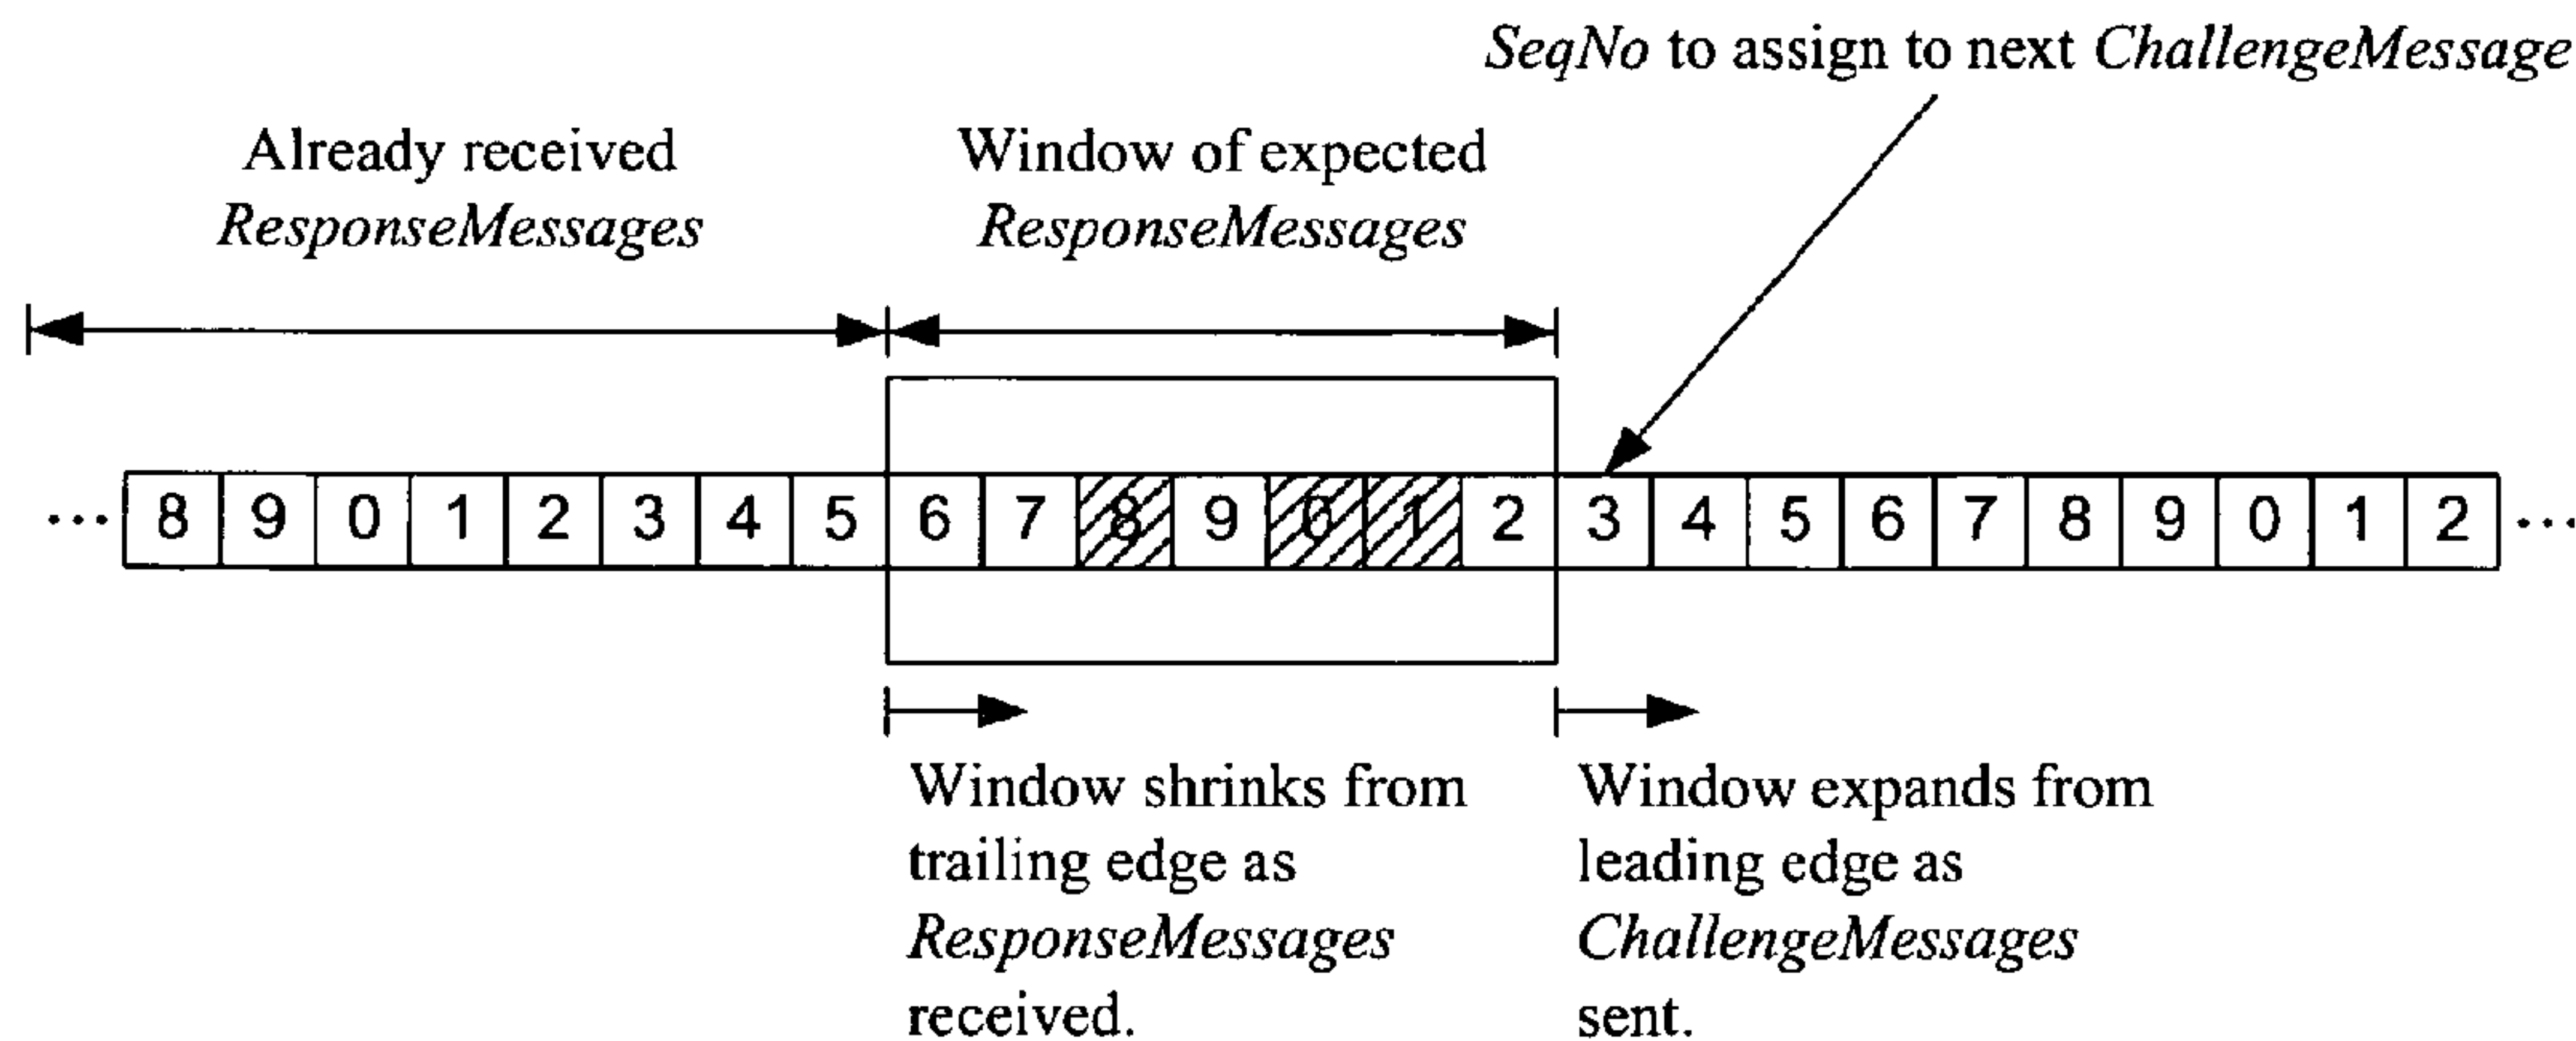 SeqNo to assign to next ChallengeMessage
Already received
ResponseMessages
Window of expected
ResponseMessages
... 8 9 0 1 2 3 4 5 6 7 8 9 0 1 2 3 4 5 6 7 8 9 0 1 2 ...
Window shrinks from
trailing edge as
ResponseMessages
received.
Window expands from
leading edge as
ChallengeMessages
sent.